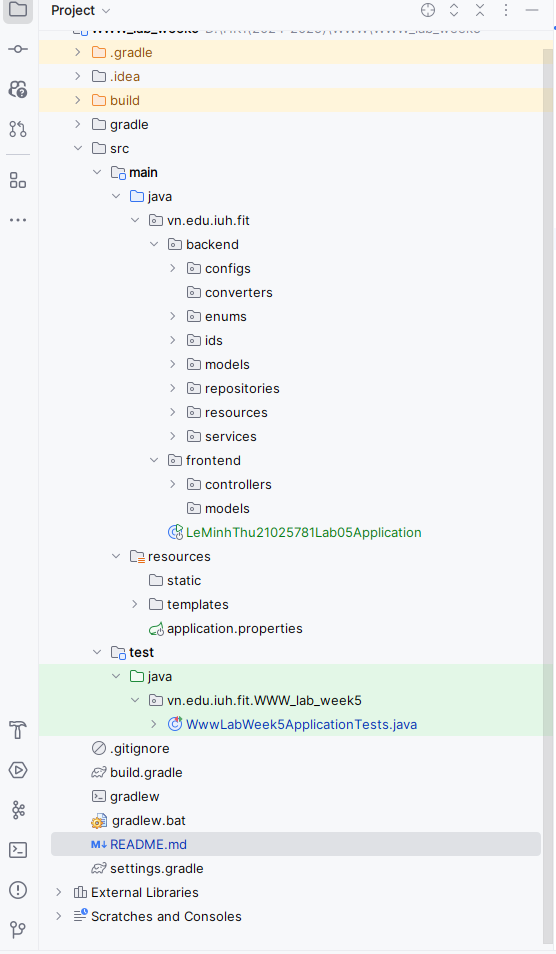 Project
.gradle
.idea
build
gradle
src
main
java
vn.edu.iuh.fit
backend
configs
converters
enums
ids
models
repositories
resources
services
frontend
controllers
models
LeMinhThu21025781Lab05Application
resources
static
templates
application.properties
test
java
vn.edu.iuh.fit.WWW_lab_week5
WwwLabWeek5ApplicationTests.java
.gitignore
build.gradle
gradlew
gradlew.bat
M↓ README.md
settings.gradle
External Libraries
Scratches and Consoles